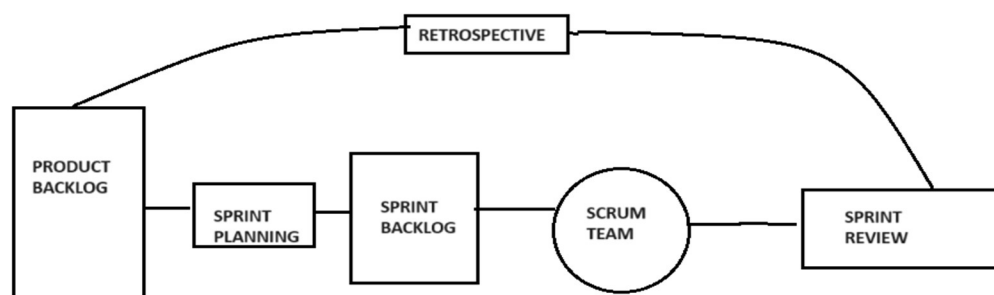 RETROSPECTIVE
PRODUCT
BACKLOG
SPRINT
PLANNING
SPRINT
BACKLOG
SCRUM
TEAM
SPRINT
REVIEW